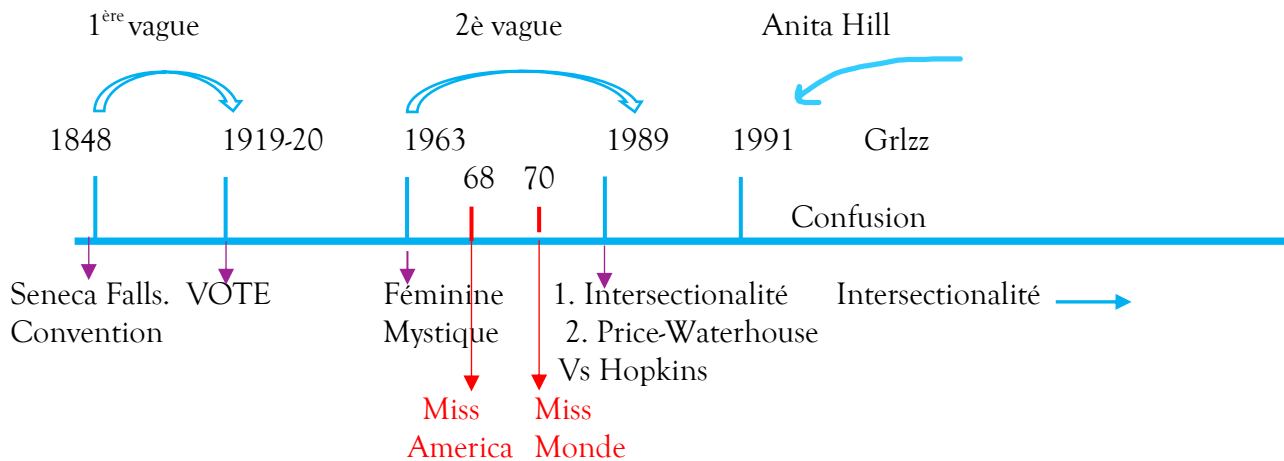 1ère vague 2è vague Anita Hill
1848 1919-20 1963 1989 1991 Grlzz
68 70
Confusion
Seneca Falls. VOTE Féminine 1. Intersectionalité Intersectionalité
Convention Mystique 2. Price-Waterhouse
Vs Hopkins
Miss Miss
America Monde